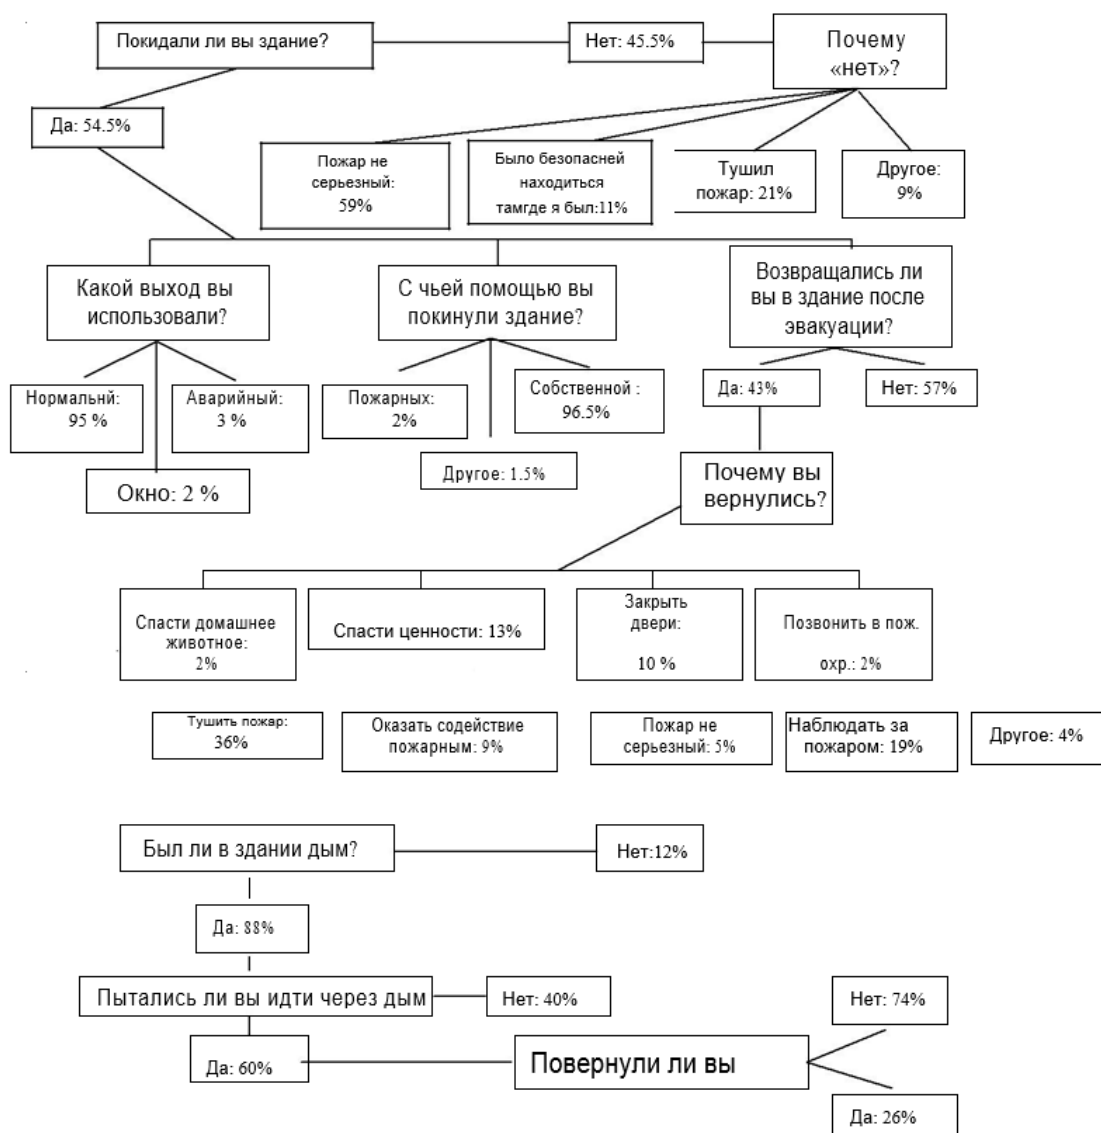 Покидали ли вы здание?
Нет: 45.5%
Почему
«нет»?
Да: 54.5%
Пожар не
серьезный:
59%
Было безопасней
находиться
тамгде я был:11%
Тушил
пожар: 21%
Другое:
9%
Какой выход вы
использовали?
С чьей помощью вы
покинули здание?
Возвращались ли
вы в здание после
эвакуации?
Нормальнй:
95 %
Аварийный:
3 %
Окно: 2 %
Пожарных:
2%
Собственной :
96.5%
Другое: 1.5%
Да: 43%
Нет: 57%
Почему вы
вернулись?
Спасти домашнее
животное:
2%
Спасти ценности: 13%
Закрыть
двери:
10 %
Позвонить в пож.
охр.: 2%
Тушить пожар:
36%
Оказать содействие
пожарным: 9%
Пожар не
серьезный: 5%
Наблюдать за
пожаром: 19%
Другое: 4%
Был ли в здании дым?
Нет:12%
Да: 88%
Пытались ли вы идти через дым
Нет: 40%
Нет: 74%
Да: 60%
Повернули ли вы
Да: 26%